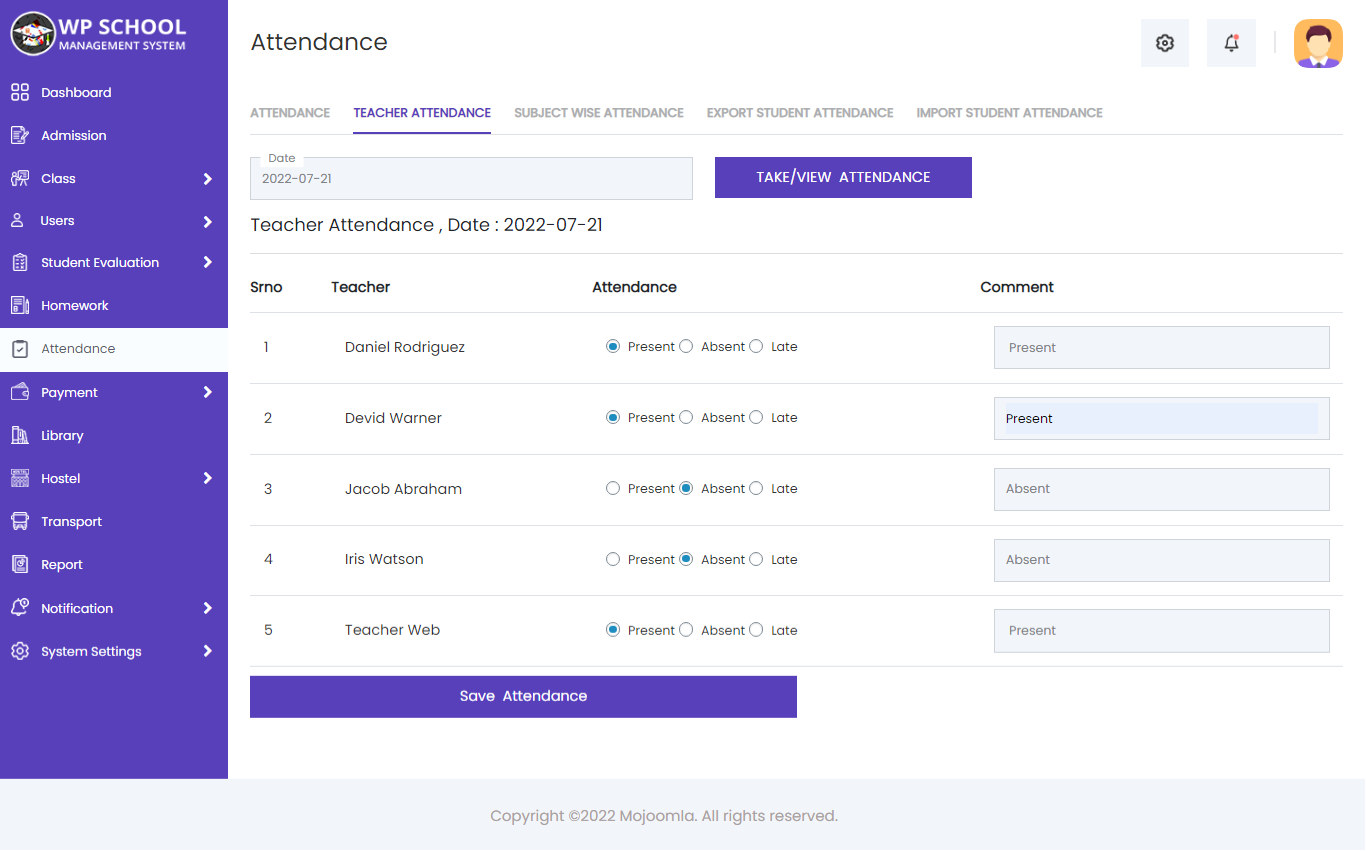 WP SCHOOL
MANAGEMENT SYSTEM
Dashboard
Admission
Class
Users
Student Evaluation
Homework
Attendance
Payment
Library
Hostel
Transport
Report
Notification
System Settings
Attendance
ATTENDANCE TEACHER ATTENDANCE SUBJECT WISE ATTENDANCE EXPORT STUDENT ATTENDANCE IMPORT STUDENT ATTENDANCE
Date
2022-07-21
TAKE/VIEW ATTENDANCE
Teacher Attendance , Date : 2022-07-21
Srno Teacher Attendance Comment
1 Daniel Rodriguez Present Absent Late Present
2 Devid Warner Present Absent Late Present
3 Jacob Abraham Present Absent Late Absent
4 Iris Watson Present Absent Late Absent
5 Teacher Web Present Absent Late Present
Save Attendance
Copyright ©2022 Mojoomla. All rights reserved.